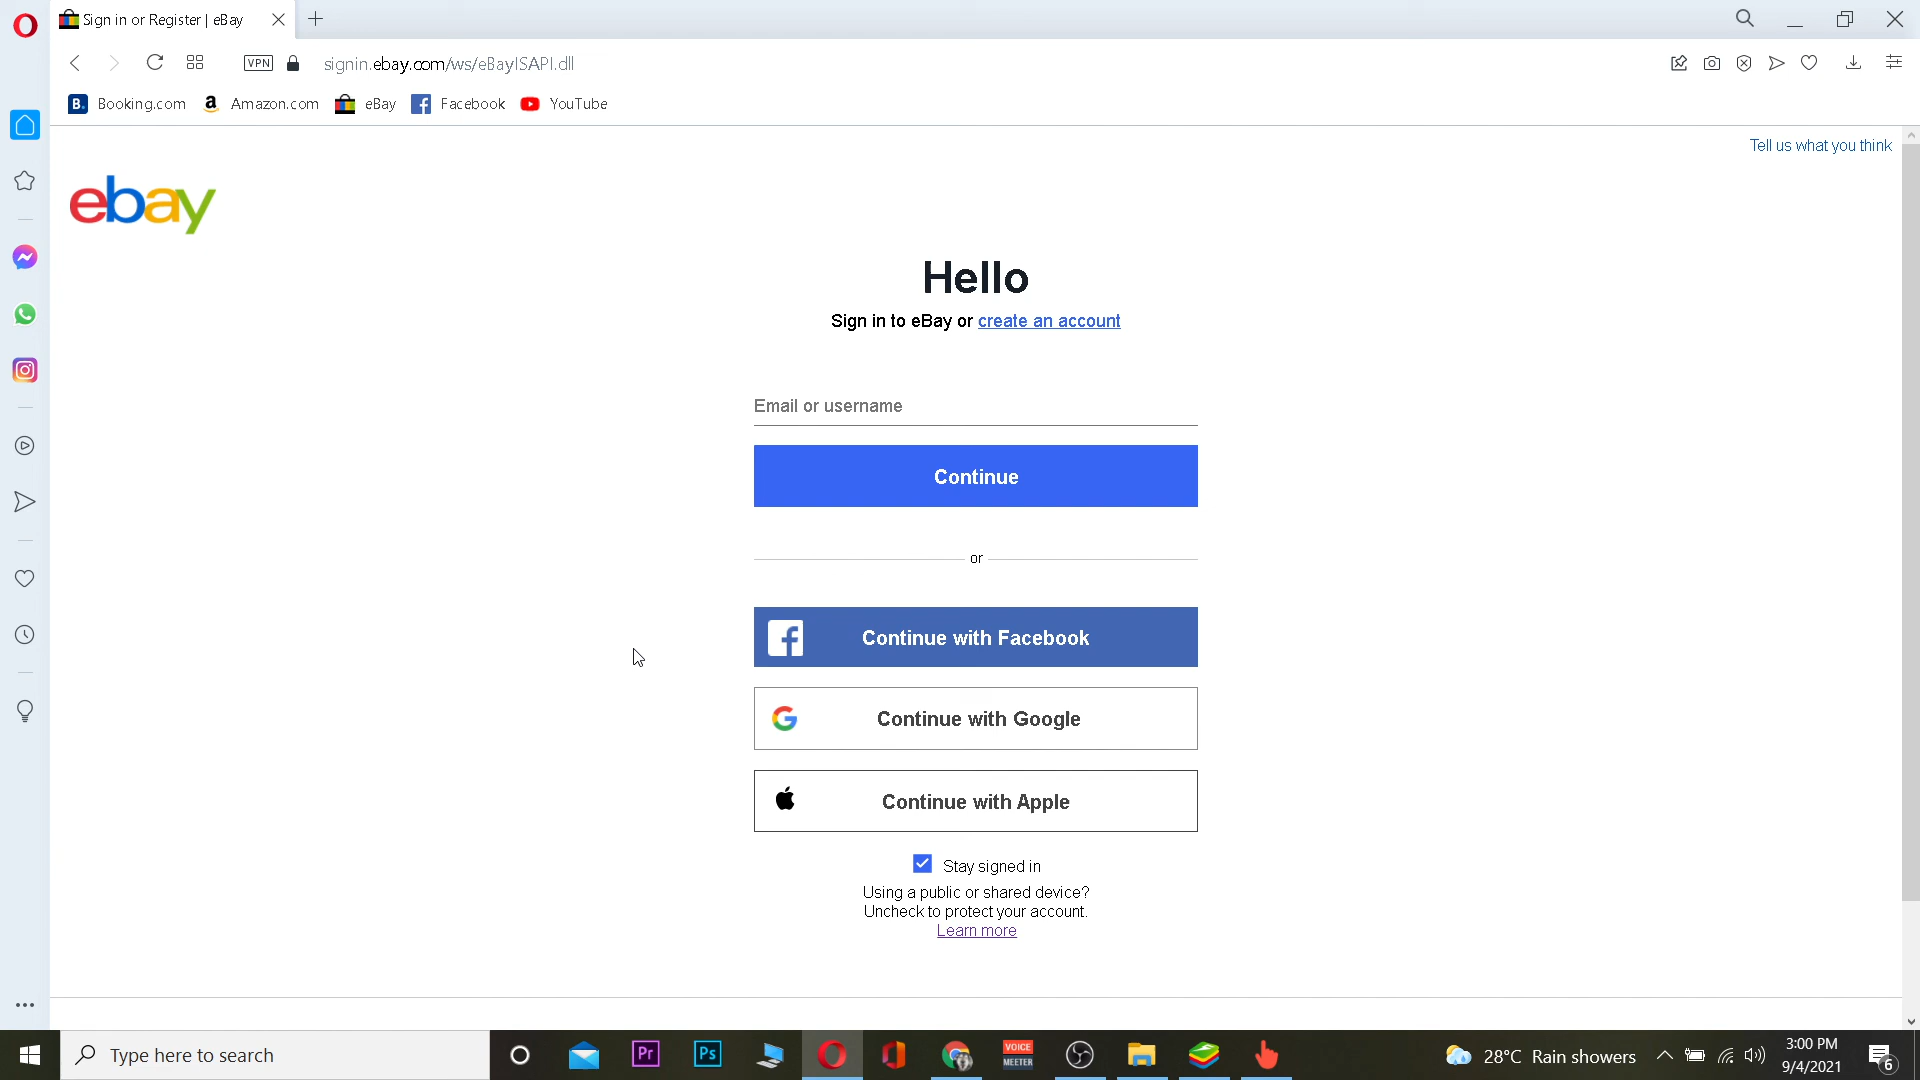 Sign in or Register | eBay
VPN
signin.ebay.com/ws/eBayISAPI.dll
B. Booking.com
a Amazon.com
eBay
Facebook
YouTube
Tell us what you think
ebay
Hello
Sign in to eBay or create an account
Email or username
Continue
or
Continue with Facebook
Continue with Google
Continue with Apple
Stay signed in
Using a public or shared device?
Uncheck to protect your account.
Learn more
Type here to search
Pr
Ps
VOICE
MEETER
28°C Rain showers
3:00 PM
9/4/2021
6